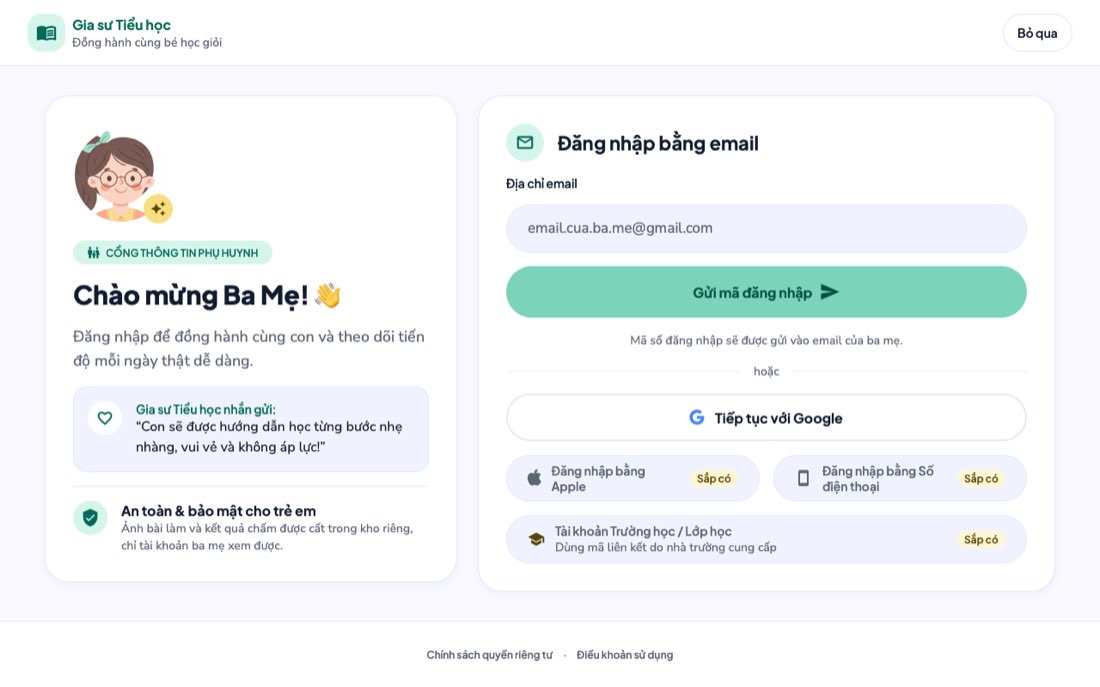 Gia sư Tiểu học
Đồng hành cùng bé học giỏi
Bỏ qua
CỔNG THÔNG TIN PHỤ HUYNH
Chào mừng Ba Mẹ! 👋
Đăng nhập để đồng hành cùng con và theo dõi tiến
độ mỗi ngày thật dễ dàng.
Gia sư Tiểu học nhắn gửi:
"Con sẽ được hướng dẫn học từng bước nhẹ
nhàng, vui vẻ và không áp lực!"
An toàn & bảo mật cho trẻ em
Ảnh bài làm và kết quả chấm được cất trong kho riêng,
chỉ tài khoản ba mẹ xem được.
Đăng nhập bằng email
Địa chỉ email
email.cua.ba.me@gmail.com
Gửi mã đăng nhập
Mã số đăng nhập sẽ được gửi vào email của ba mẹ.
hoặc
Tiếp tục với Google
Đăng nhập bằng
Apple
Sắp có
Đăng nhập bằng Số
điện thoại
Sắp có
Tài khoản Trường học / Lớp học
Dùng mã liên kết do nhà trường cung cấp
Sắp có
Chính sách quyền riêng tư · Điều khoản sử dụng